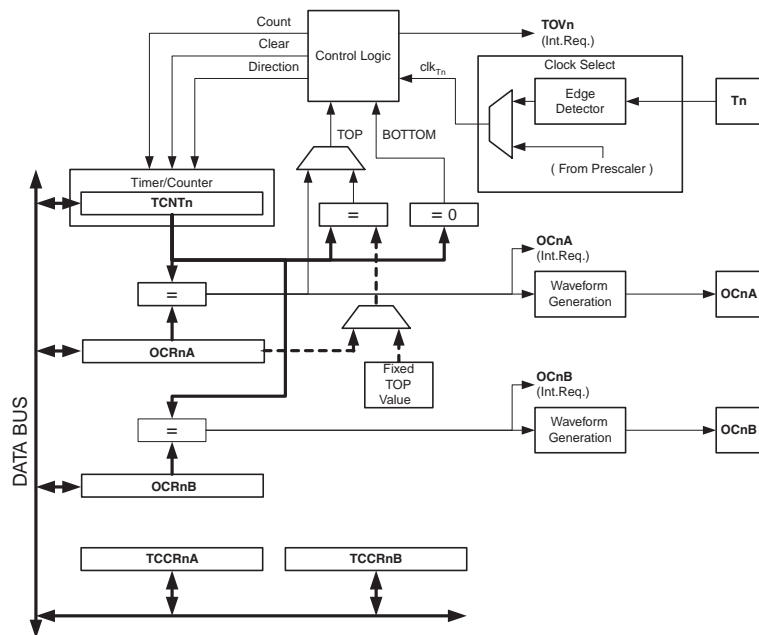 Count
Clear
Direction
Control Logic
TOVn
(Int.Req.)
clkTn
Clock Select
Edge
Detector
Tn
( From Prescaler )
TOP
BOTTOM
Timer/Counter
TCNTn
=
= 0
OCnA
(Int.Req.)
=
Waveform
Generation
OCnA
OCRnA
Fixed
TOP
Value
OCnB
(Int.Req.)
=
Waveform
Generation
OCnB
OCRnB
DATA BUS
TCCRnA
TCCRnB